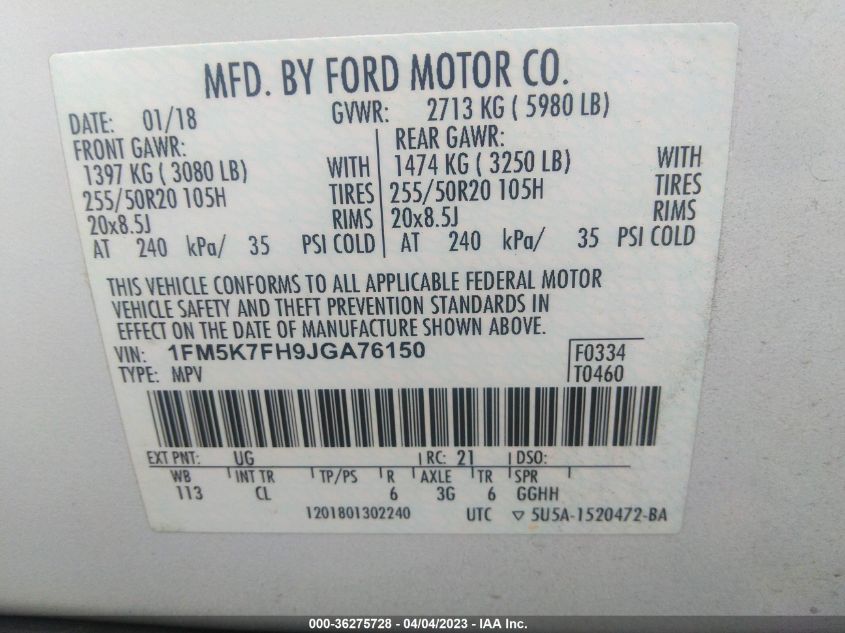 MFD. BY FORD MOTOR CO.
DATE: 01/18 GVWR: 2713 KG ( 5980 LB)
FRONT GAWR: REAR GAWR:
1397 KG ( 3080 LB) WITH 1474 KG ( 3250 LB) WITH
255/50R20 105H TIRES 255/50R20 105H TIRES
20x8.5J RIMS 20x8.5J RIMS
AT 240 kPa/ 35 PSI COLD AT 240 kPa/ 35 PSI COLD
THIS VEHICLE CONFORMS TO ALL APPLICABLE FEDERAL MOTOR
VEHICLE SAFETY AND THEFT PREVENTION STANDARDS IN
EFFECT ON THE DATE OF MANUFACTURE SHOWN ABOVE.
VIN: 1FM5K7FH9JGA76150 F0334
TYPE: MPV T0460
EXT PNT: UG RC: 21 DSO:
WB INT TR TP/PS R AXLE TR SPR
113 CL 6 3G 6 GGHH
1201801302240 UTC ▽ 5U5A-1520472-BA
000-36275728 - 04/04/2023 - IAA Inc.